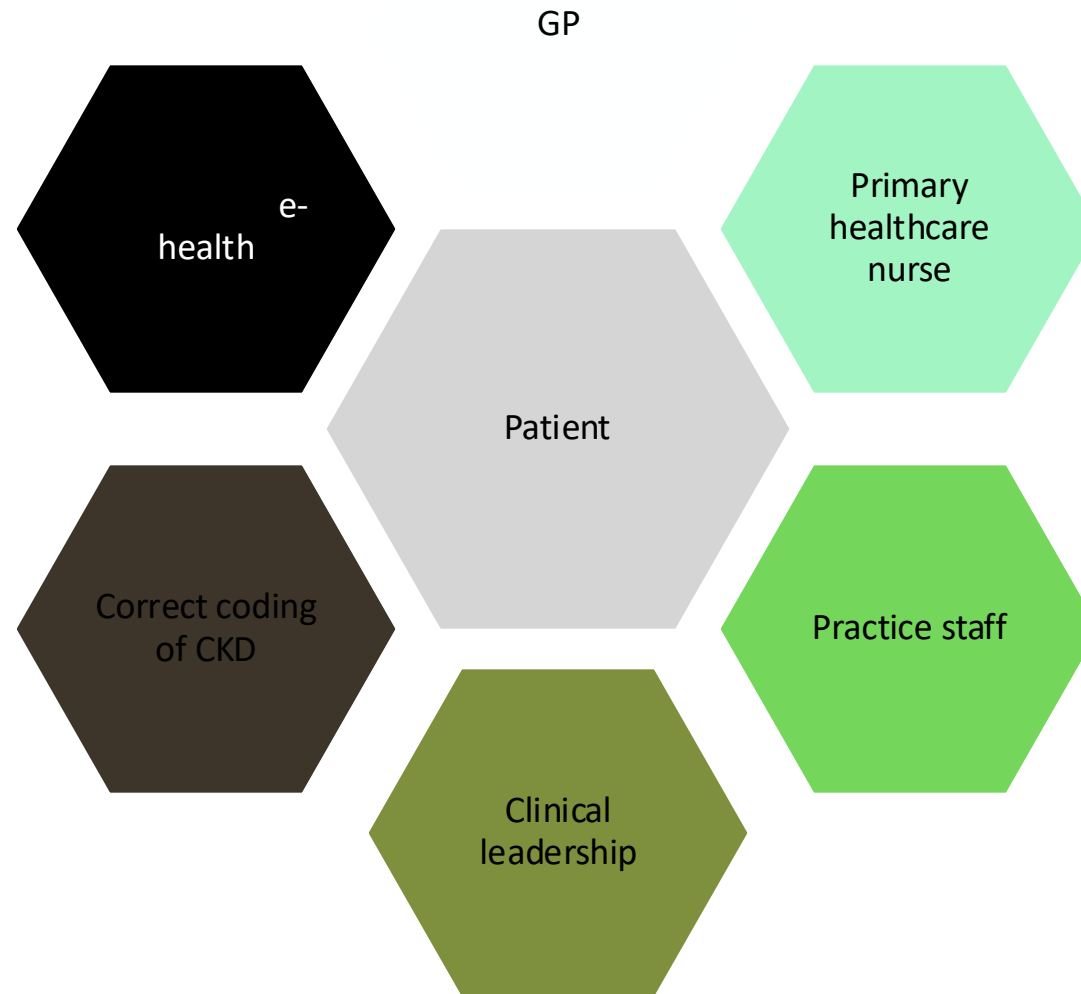 GP
e-
health
Primary
healthcare
nurse
Patient
Correct coding
of CKD
Practice staff
Clinical
leadership